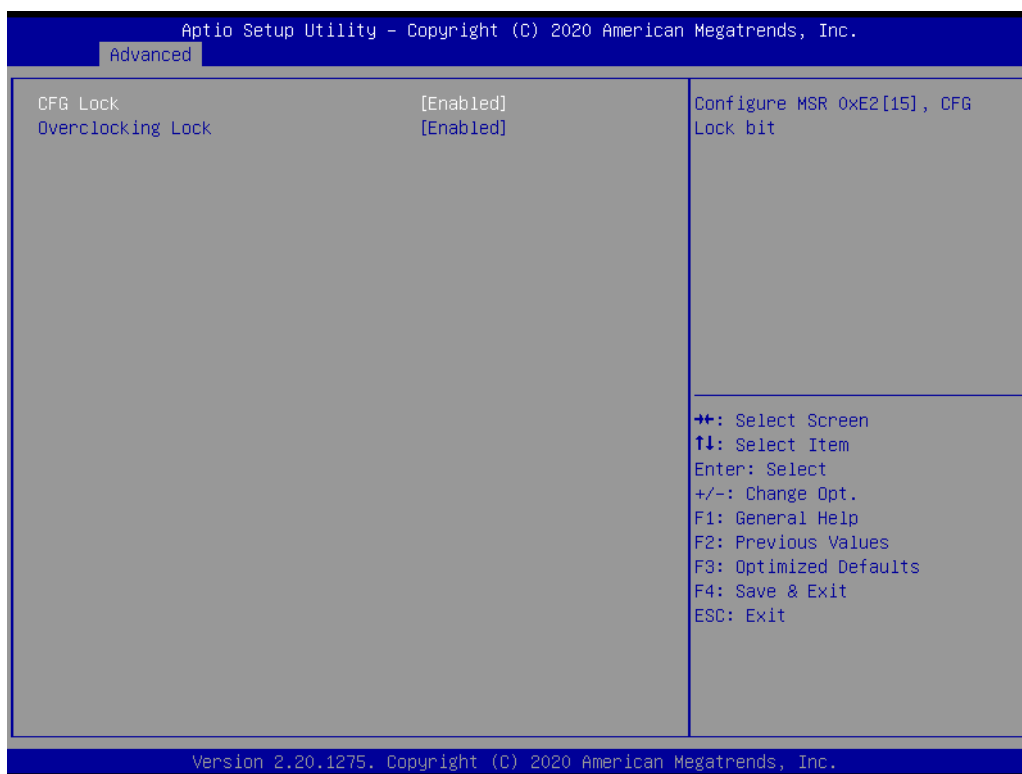 Aptio Setup Utility – Copyright (C) 2020 American Megatrends, Inc.
Advanced
CFG Lock [Enabled]
Overclocking Lock [Enabled]
Configure MSR 0xE2[15], CFG
Lock bit
→←: Select Screen
↑↓: Select Item
Enter: Select
+/-: Change Opt.
F1: General Help
F2: Previous Values
F3: Optimized Defaults
F4: Save & Exit
ESC: Exit
Version 2.20.1275. Copyright (C) 2020 American Megatrends, Inc.